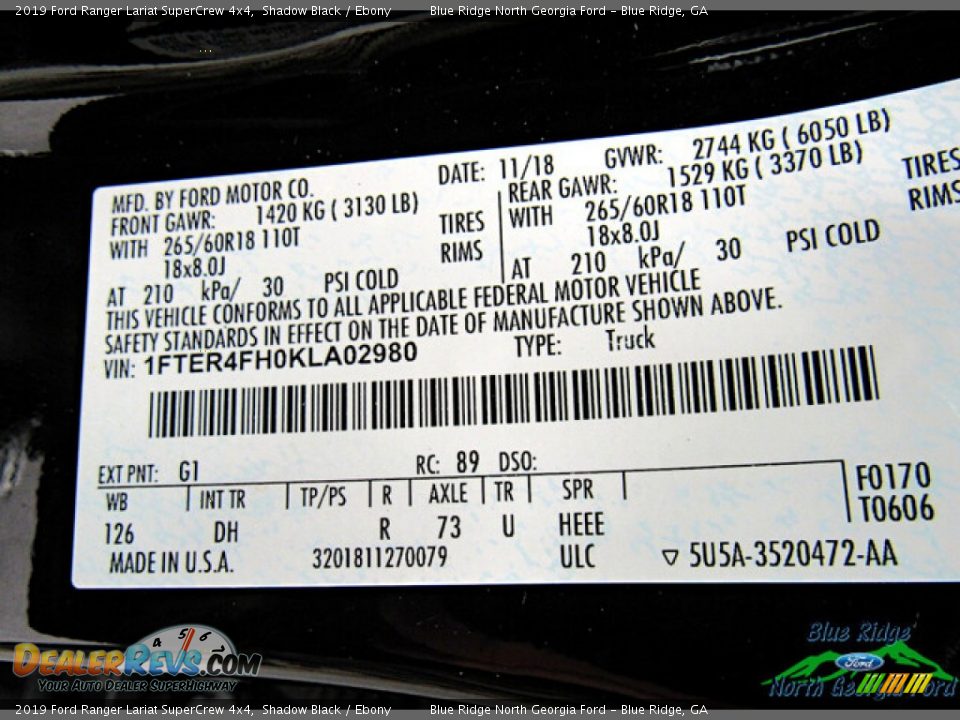 2019 Ford Ranger Lariat SuperCrew 4x4, Shadow Black / Ebony Blue Ridge North Georgia Ford - Blue Ridge, GA
MFD. BY FORD MOTOR CO. DATE: 11/18 GVWR: 2744 KG ( 6050 LB)
FRONT GAWR: 1420 KG ( 3130 LB) REAR GAWR: 1529 KG ( 3370 LB)
WITH 265/60R18 110T TIRES WITH 265/60R18 110T TIRES
18x8.0J RIMS 18x8.0J RIMS
AT 210 kPa/ 30 PSI COLD AT 210 kPa/ 30 PSI COLD
THIS VEHICLE CONFORMS TO ALL APPLICABLE FEDERAL MOTOR VEHICLE
SAFETY STANDARDS IN EFFECT ON THE DATE OF MANUFACTURE SHOWN ABOVE.
VIN: 1FTER4FH0KLA02980 TYPE: Truck
EXT PNT: G1 RC: 89 DSO:
WB INT TR TP/PS R AXLE TR SPR F0170
T0606
126 DH R 73 U HEEE
MADE IN U.S.A. 3201811270079 ULC 5U5A-3520472-AA
4 5 6
DEALERREVS.COM
YOUR AUTO DEALER SUPERHIGHWAY
Blue Ridge
Ford
North Georgia Ford
2019 Ford Ranger Lariat SuperCrew 4x4, Shadow Black / Ebony Blue Ridge North Georgia Ford - Blue Ridge, GA